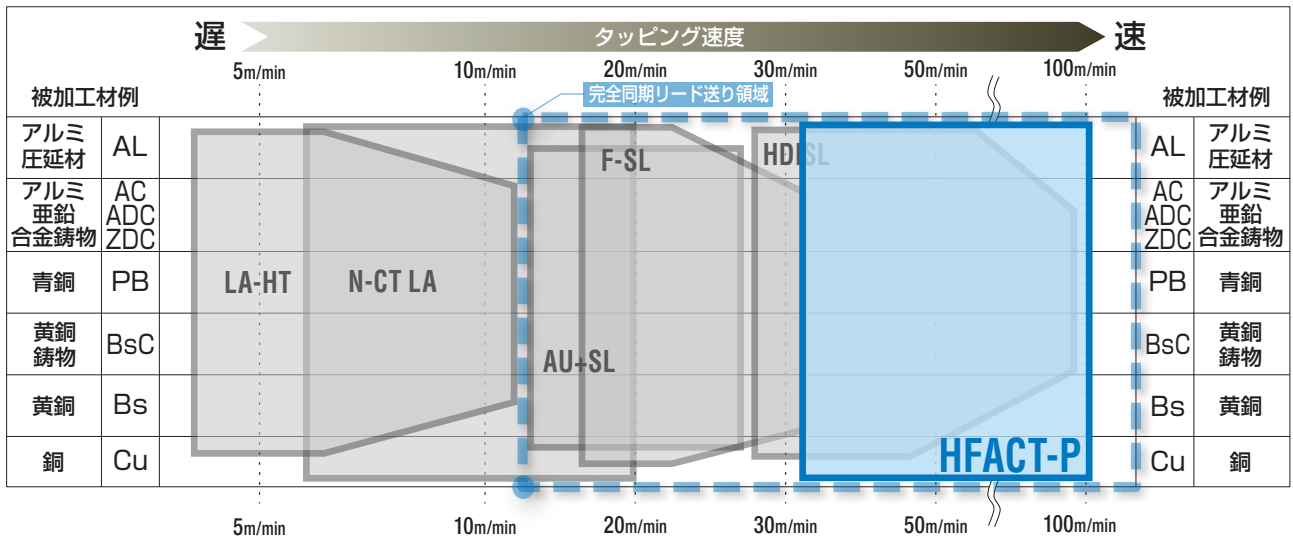 遅 タッピング速度 速
5m/min 10m/min 20m/min 30m/min 50m/min 100m/min
完全同期リード送り領域
被加工材例 被加工材例
アルミ
圧延材
AL
F-SL
HDISL
AL
アルミ
圧延材
アルミ
亜鉛
合金鋳物
AC
ADC
ZDC
AC
ADC
ZDC
アルミ
亜鉛
合金鋳物
青銅 PB LA-HT N-CT LA PB 青銅
黄銅
鋳物
BsC
AU+SL
BsC
黄銅
鋳物
黄銅 Bs Bs 黄銅
銅 Cu HFACT-P Cu 銅
5m/min 10m/min 20m/min 30m/min 50m/min 100m/min